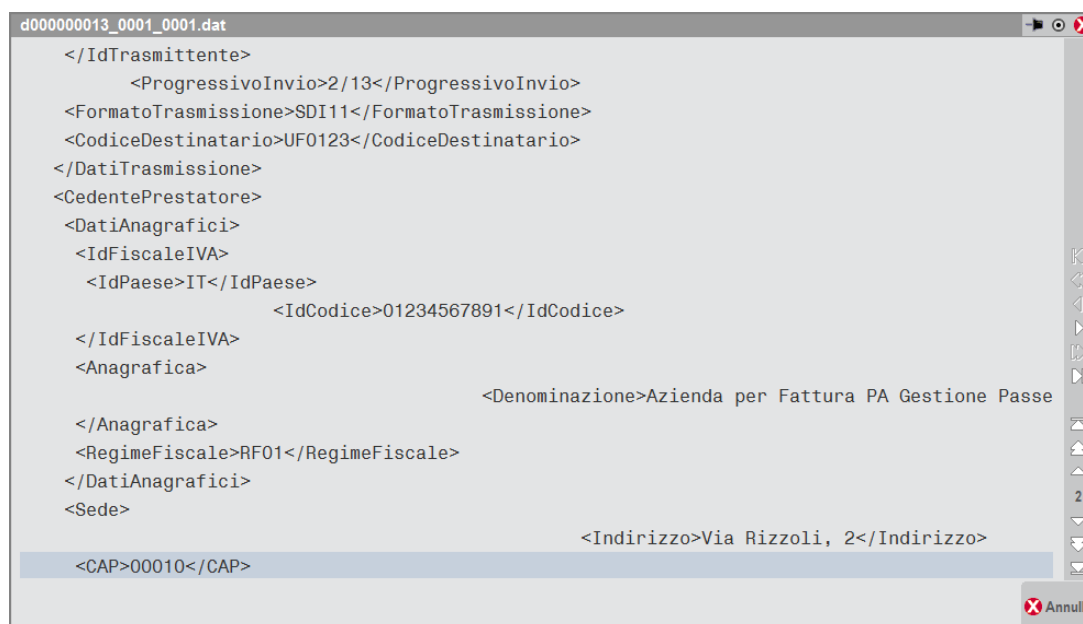 d000000013_0001_0001.dat
</IdTrasmittente>
<ProgressivoInvio>2/13</ProgressivoInvio>
<FormatoTrasmissione>SDI11</FormatoTrasmissione>
<CodiceDestinatario>UF0123</CodiceDestinatario>
</DatiTrasmissione>
<CedentePrestatore>
<DatiAnagrafici>
<IdFiscaleIVA>
<IdPaese>IT</IdPaese>
<IdCodice>01234567891</IdCodice>
</IdFiscaleIVA>
<Anagrafica>
<Denominazione>Azienda per Fattura PA Gestione Passe
</Anagrafica>
<RegimeFiscale>RF01</RegimeFiscale>
</DatiAnagrafici>
<Sede>
<Indirizzo>Via Rizzoli, 2</Indirizzo>
<CAP>00010</CAP>
2
Annull